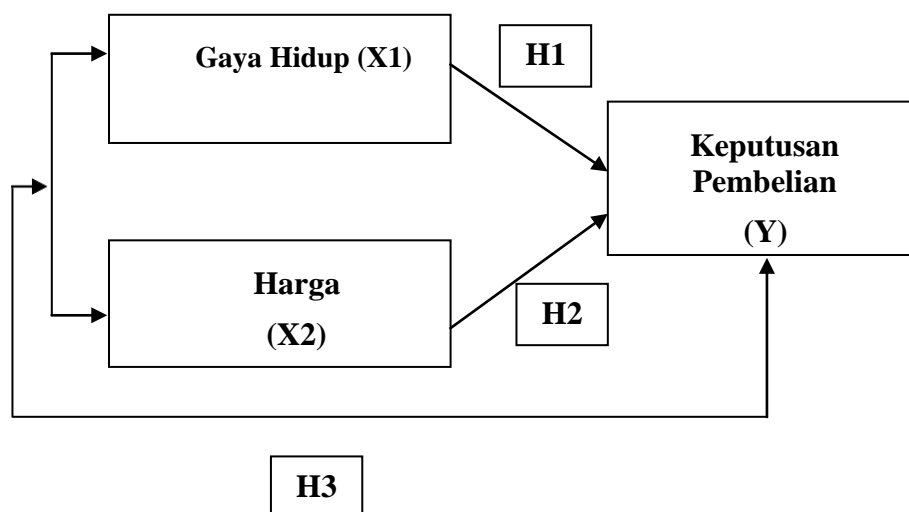 Gaya Hidup (X1)
H1
Keputusan
Pembelian
(Y)
Harga
(X2)
H2
H3